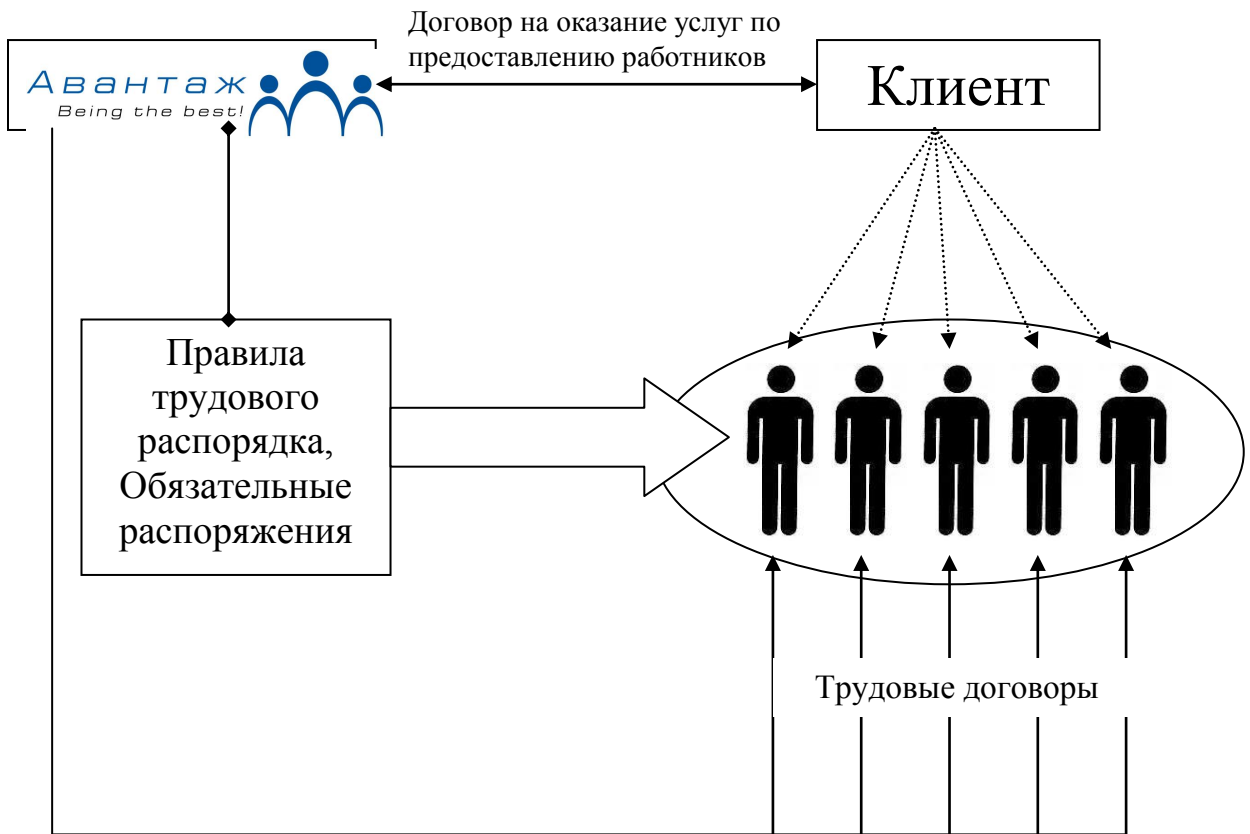 Договор на оказание услуг по
предоставлению работников
Авантаж
Being the best!
Клиент
Правила
трудового
распорядка,
Обязательные
распоряжения
Трудовые договоры